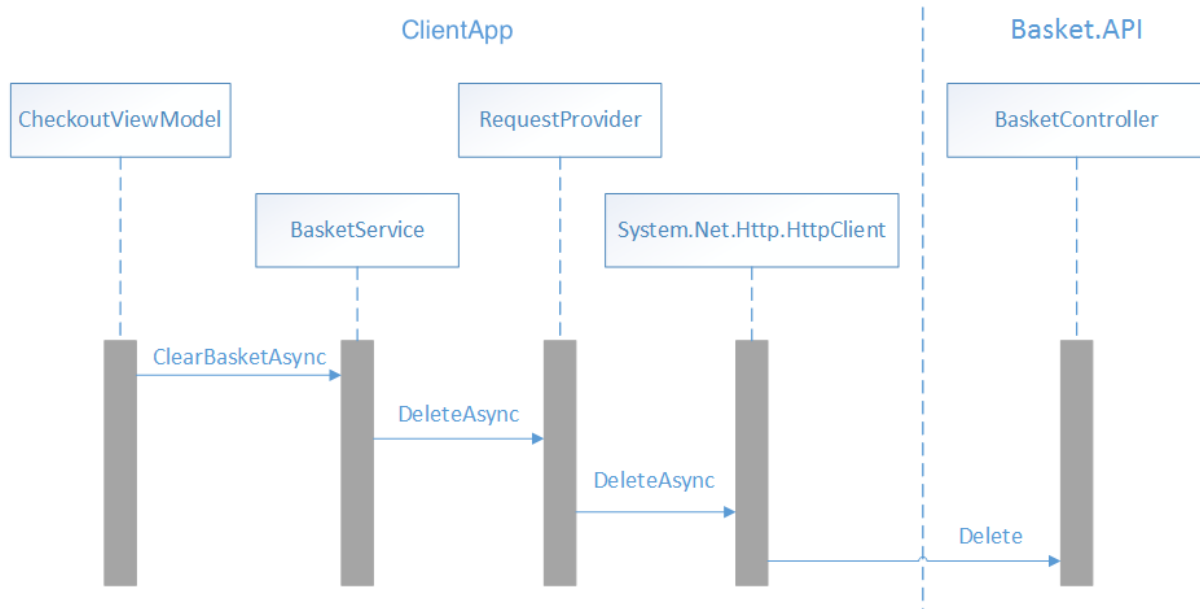 ClientApp
Basket.API
CheckoutViewModel
RequestProvider
BasketController
BasketService
System.Net.Http.HttpClient
ClearBasketAsync
DeleteAsync
DeleteAsync
Delete